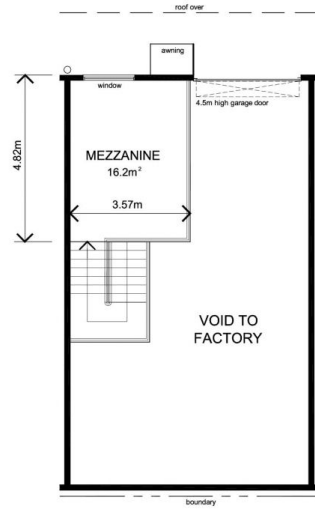 roof over
awning
window
4.5m high garage door
4.82m
MEZZANINE
16.2m²
3.57m
VOID TO
FACTORY
boundary